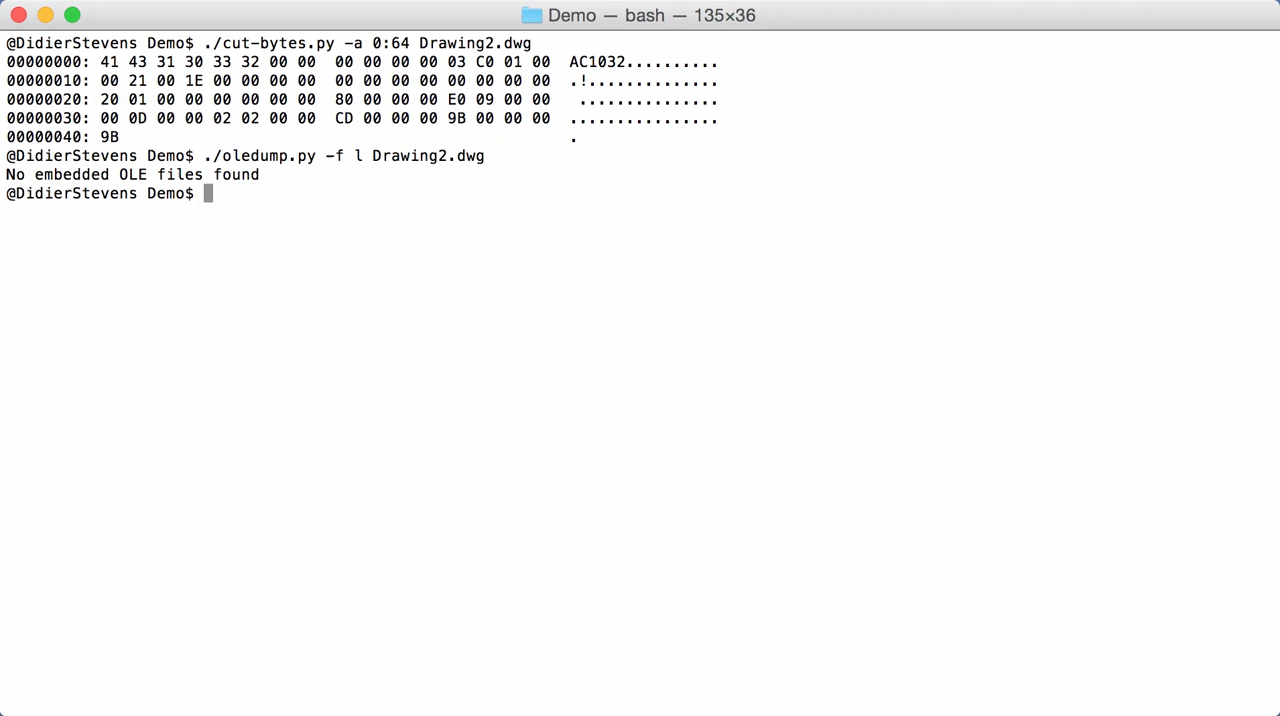 Demo — bash — 135×36
@DidierStevens Demo$ ./cut-bytes.py -a 0:64 Drawing2.dwg
00000000: 41 43 31 30 33 32 00 00  00 00 00 00 03 C0 01 00  AC1032..........
00000010: 00 21 00 1E 00 00 00 00  00 00 00 00 00 00 00 00  .!..............
00000020: 20 01 00 00 00 00 00 00  80 00 00 00 E0 09 00 00   ...............
00000030: 00 0D 00 00 02 02 00 00  CD 00 00 00 9B 00 00 00  ................
00000040: 9B                                                .
@DidierStevens Demo$ ./oledump.py -f l Drawing2.dwg
No embedded OLE files found
@DidierStevens Demo$